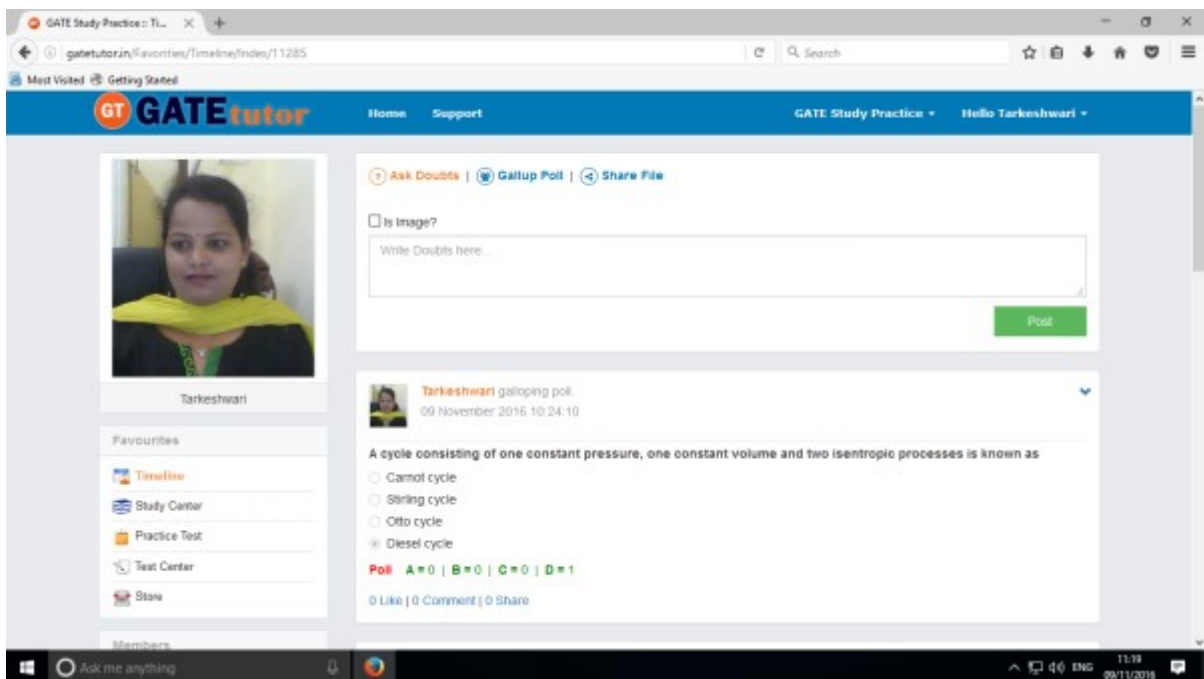 GATE Study Practice :: Ti...
gatetutor.in/Favorities/Timeline/Index/11285
Search
Most Visited
Getting Started
GT GATEtutor
Home
Support
GATE Study Practice
Hello Tarkeshwari
? Ask Doubts | Gallup Poll | Share File
Is Image?
Write Doubts here...
Post
Tarkeshwari
Tarkeshwari galloping poll.
09 November 2016 10:24:10
Favourites
Timeline
Study Center
Practice Test
Test Center
Store
Members
A cycle consisting of one constant pressure, one constant volume and two isentropic processes is known as
Carnot cycle
Stirling cycle
Otto cycle
Diesel cycle
Poll A = 0 | B = 0 | C = 0 | D = 1
0 Like | 0 Comment | 0 Share
Ask me anything
ENG
11:19
09/11/2016